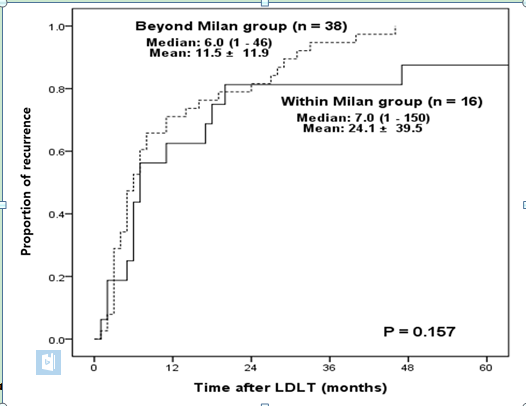 Beyond Milan group (n = 38)
Median: 6.0 (1 - 46)
Mean: 11.5 ± 11.9
Within Milan group (n = 16)
Median: 7.0 (1 - 150)
Mean: 24.1 ± 39.5
P = 0.157
Proportion of recurrence
1.0
0.8
0.6
0.4
0.2
0.0
0 12 24 36 48 60
Time after LDLT (months)